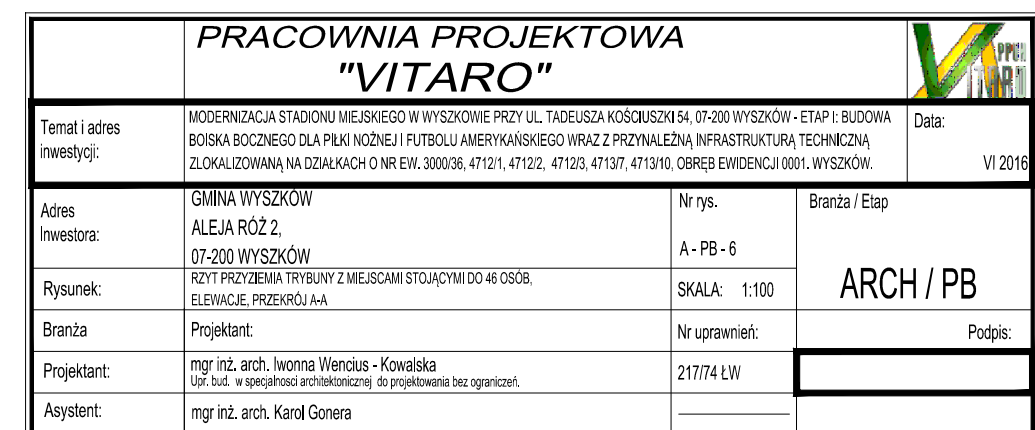 PRACOWNIA PROJEKTOWA
"VITARO"
PPUH
VITARO
Temat i adres
inwestycji:
MODERNIZACJA STADIONU MIEJSKIEGO W WYSZKOWIE PRZY UL. TADEUSZA KOŚCIUSZKI 54, 07-200 WYSZKÓW - ETAP I: BUDOWA
BOISKA BOCZNEGO DLA PIŁKI NOŻNEJ I FUTBOLU AMERYKAŃSKIEGO WRAZ Z PRZYNALEŻNĄ INFRASTRUKTURĄ TECHNICZNĄ
ZLOKALIZOWANĄ NA DZIAŁKACH O NR EW. 3000/36, 4712/1, 4712/2, 4712/3, 4713/7, 4713/10, OBRĘB EWIDENCJI 0001. WYSZKÓW.
Data:
VI 2016
Adres
Inwestora:
GMINA WYSZKÓW
ALEJA RÓŻ 2,
07-200 WYSZKÓW
Nr rys.
A - PB - 6
Branża / Etap
ARCH / PB
Rysunek:
RZYT PRZYZIEMIA TRYBUNY Z MIEJSCAMI STOJĄCYMI DO 46 OSÓB,
ELEWACJE, PRZEKRÓJ A-A
SKALA: 1:100
Branża
Projektant:
Nr uprawnień:
Podpis:
Projektant:
mgr inż. arch. Iwonna Wencius - Kowalska
Upr. bud. w specjalnosci architektonicznej do projektowania bez ograniczeń.
217/74 ŁW
Asystent:
mgr inż. arch. Karol Gonera